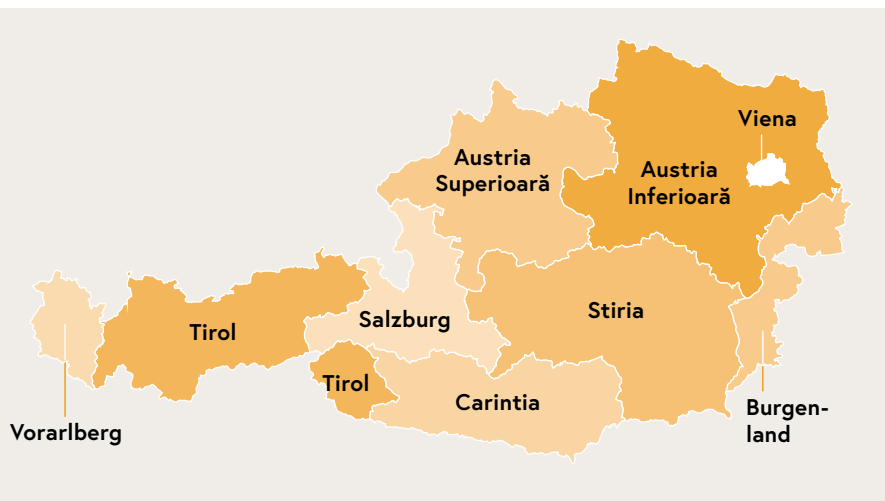 Viena
Austria
Superioară
Austria
Inferioară
Stiria
Salzburg
Tirol
Tirol
Carintia
Burgen-
land
Vorarlberg